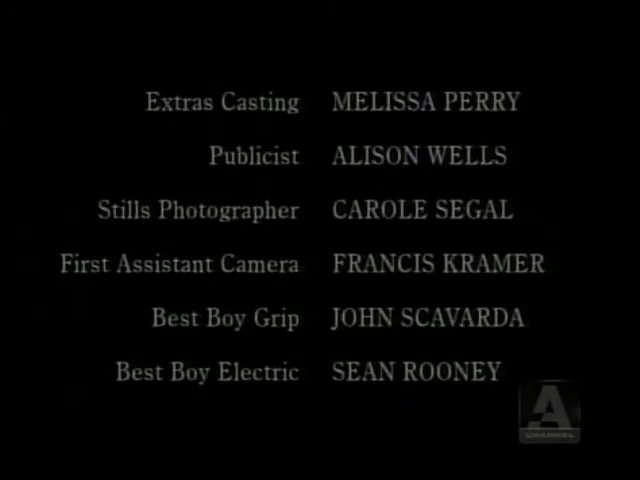 Extras Casting MELISSA PERRY
Publicist ALISON WELLS
Stills Photographer CAROLE SEGAL
First Assistant Camera FRANCIS KRAMER
Best Boy Grip JOHN SCAVARDA
Best Boy Electric SEAN ROONEY
A
CHANNEL